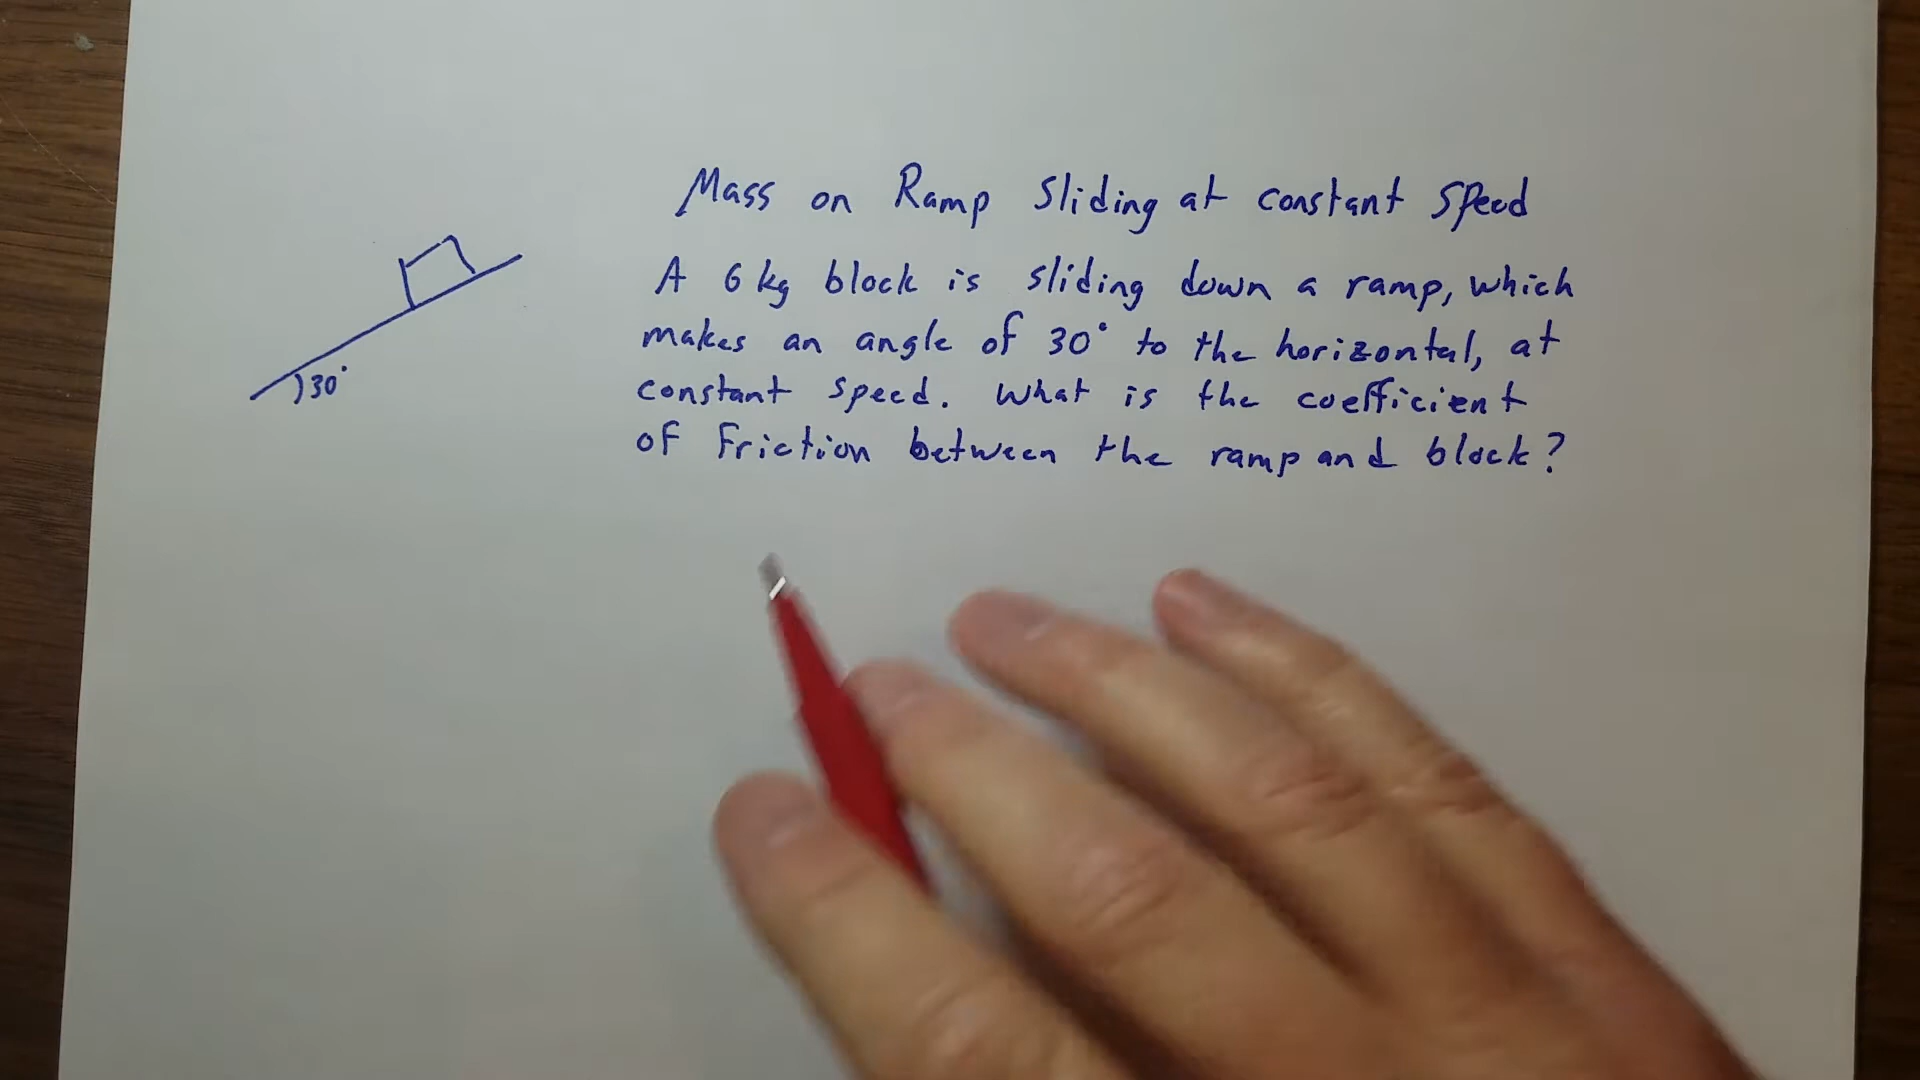 Mass on Ramp Sliding at constant Speed
A 6 kg block is sliding down a ramp, which
makes an angle of 30° to the horizontal, at
constant speed. What is the coefficient
of friction between the ramp and block?
30°